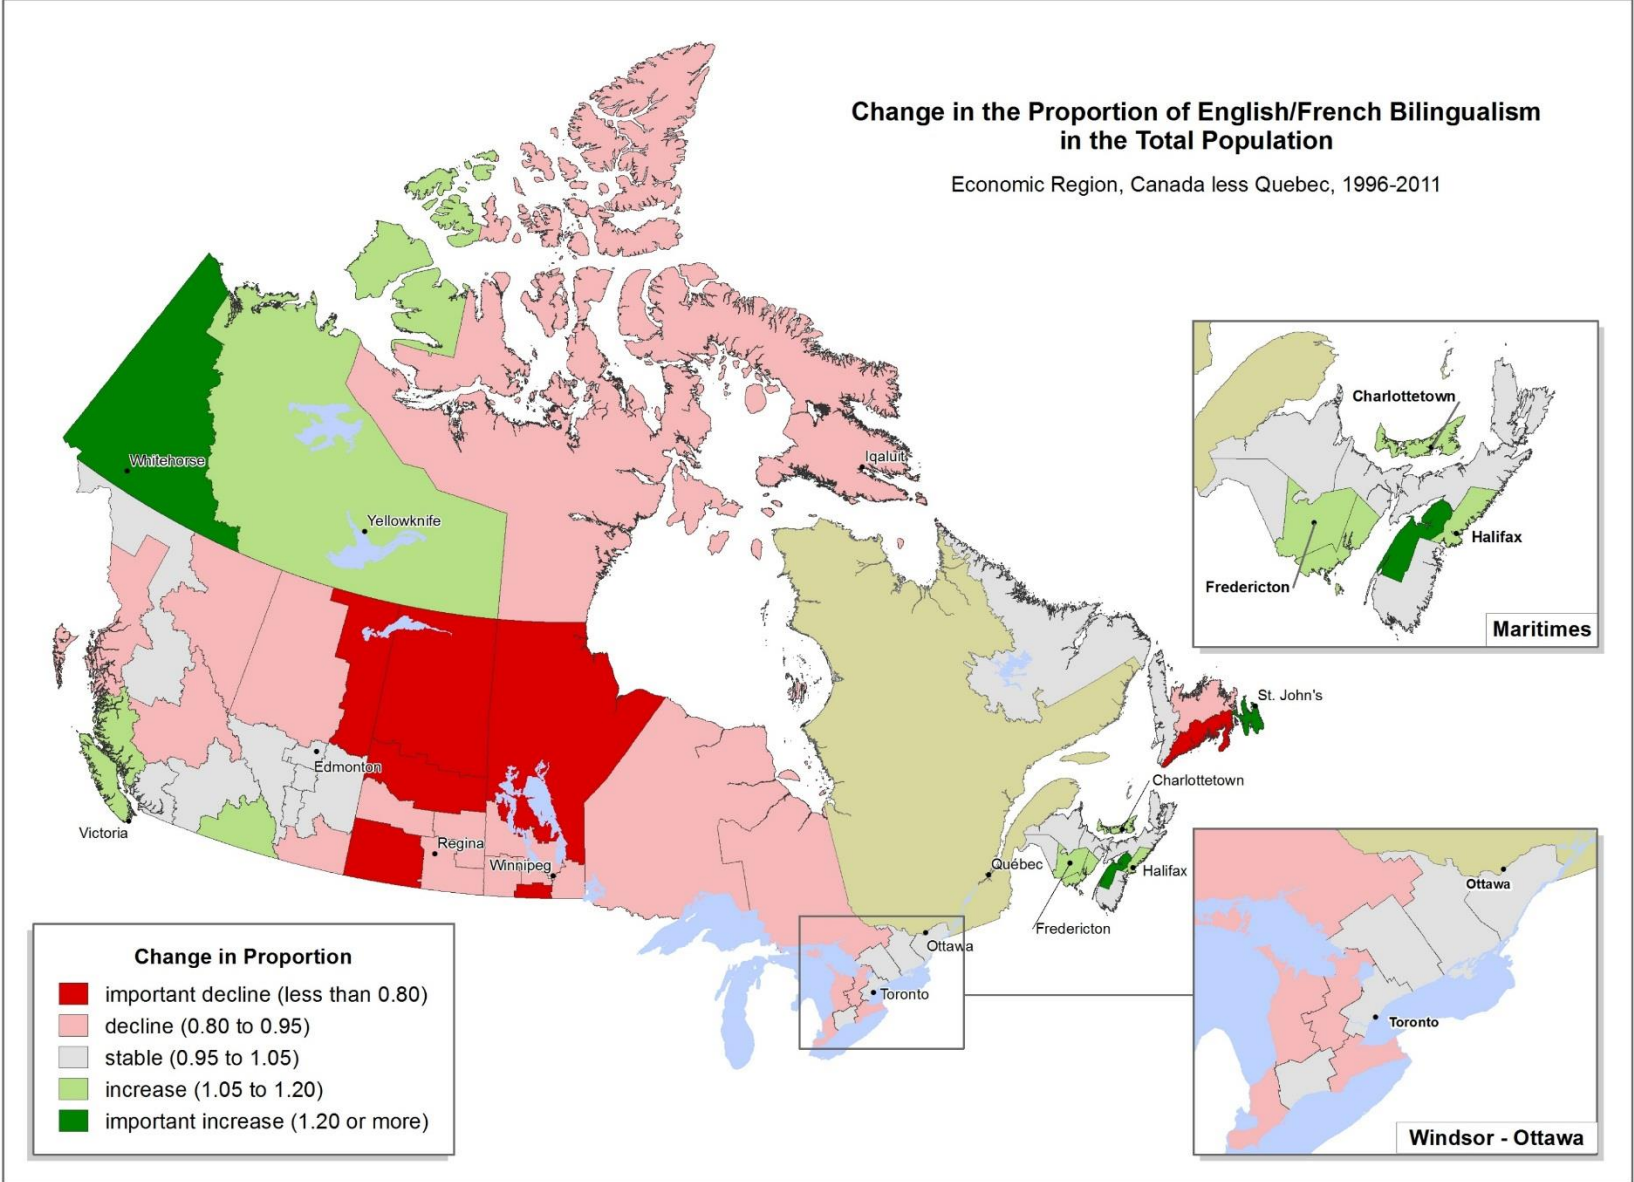 Change in the Proportion of English/French Bilingualism
in the Total Population
Economic Region, Canada less Quebec, 1996-2011
Whitehorse
Yellowknife
Iqaluit
Edmonton
Victoria
Regina
Winnipeg
St. John's
Charlottetown
Québec
Halifax
Fredericton
Ottawa
Toronto
Charlottetown
Halifax
Fredericton
Maritimes
Ottawa
Toronto
Windsor - Ottawa
Change in Proportion
important decline (less than 0.80)
decline (0.80 to 0.95)
stable (0.95 to 1.05)
increase (1.05 to 1.20)
important increase (1.20 or more)